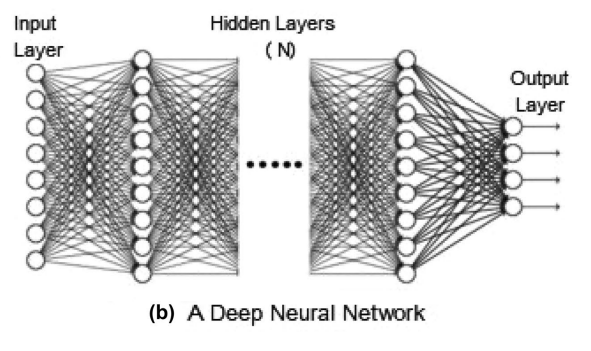 Input
Layer
Hidden Layers
( N)
Output
Layer
(b) A Deep Neural Network